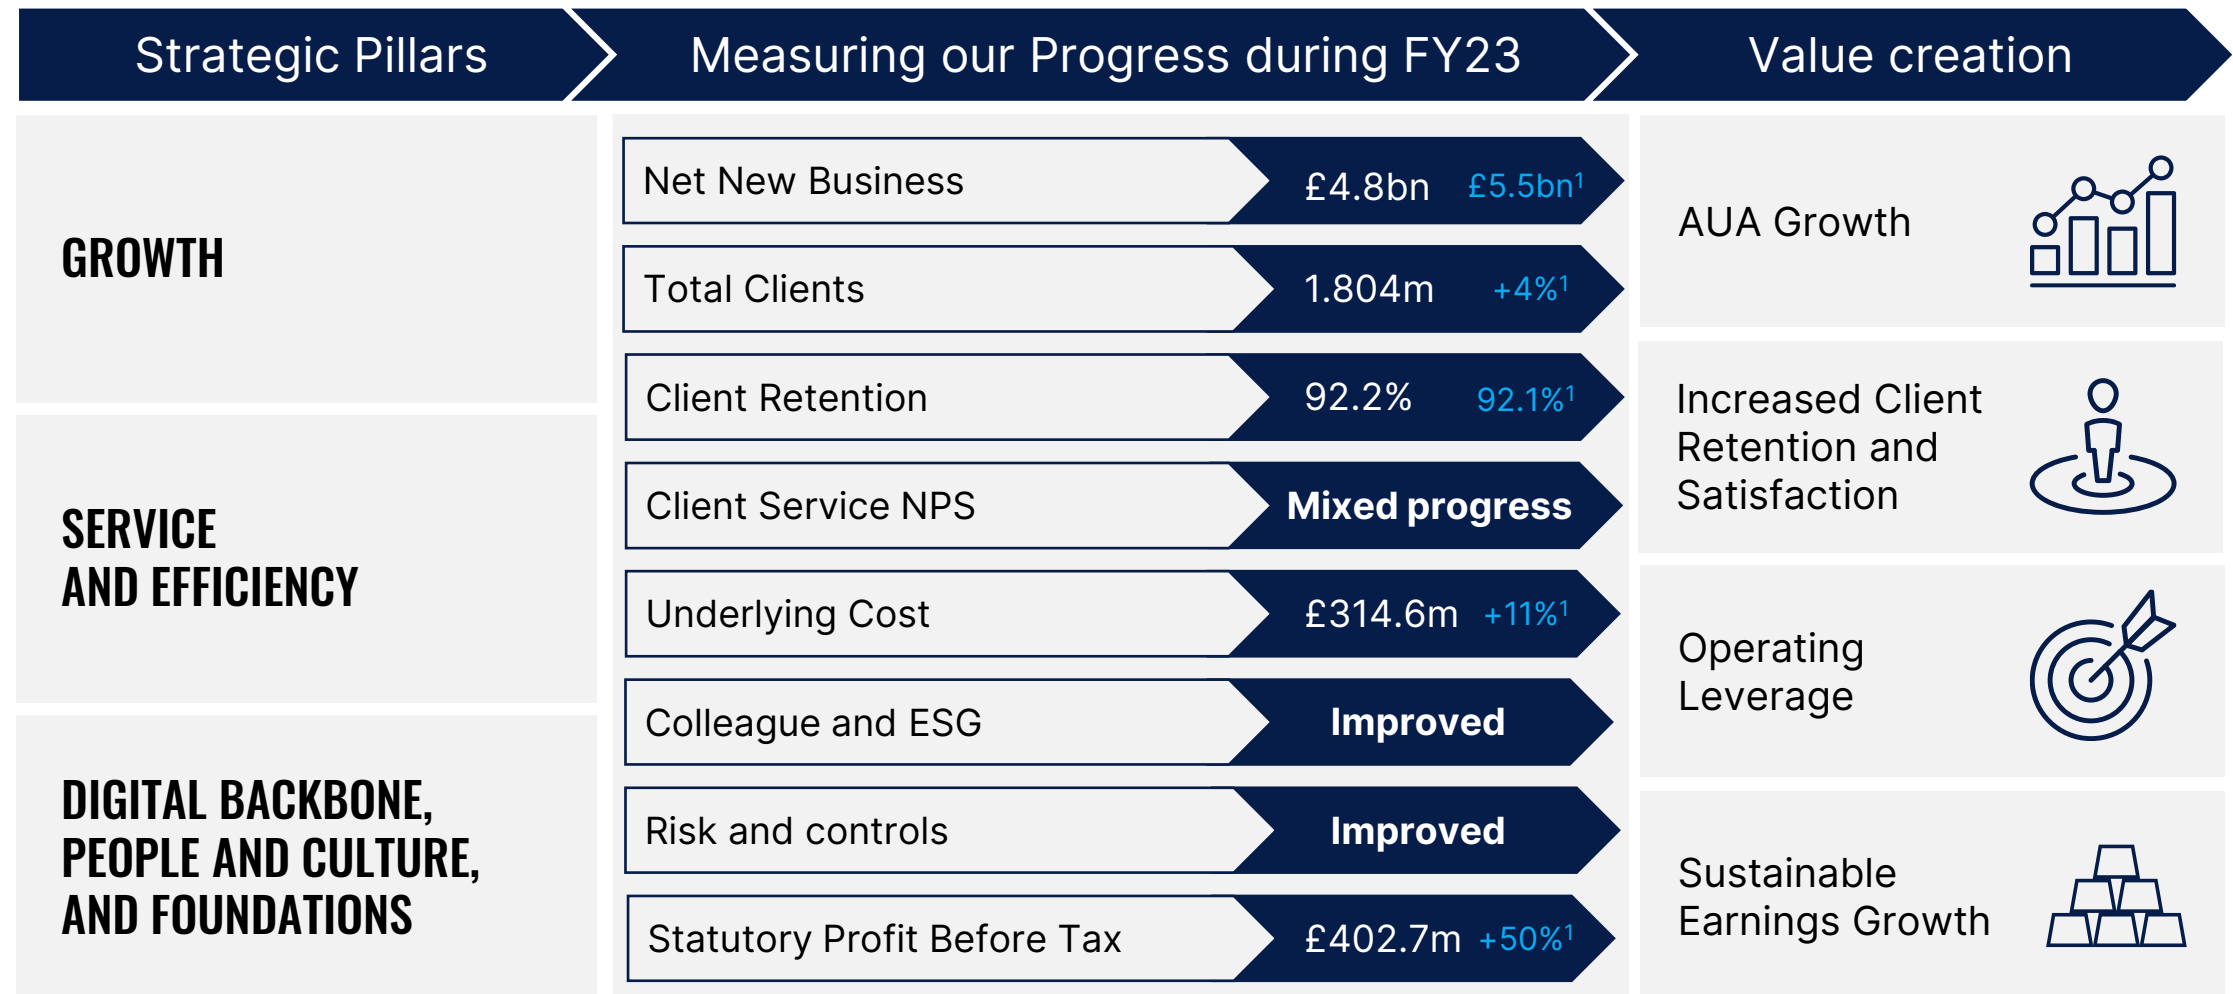 Strategic Pillars
Measuring our Progress during FY23
Value creation
GROWTH
SERVICE
AND EFFICIENCY
DIGITAL BACKBONE,
PEOPLE AND CULTURE,
AND FOUNDATIONS
Net New Business £4.8bn £5.5bn¹
Total Clients 1.804m +4%¹
Client Retention 92.2% 92.1%¹
Client Service NPS Mixed progress
Underlying Cost £314.6m +11%¹
Colleague and ESG Improved
Risk and controls Improved
Statutory Profit Before Tax £402.7m +50%¹
AUA Growth
Increased Client
Retention and
Satisfaction
Operating
Leverage
Sustainable
Earnings Growth